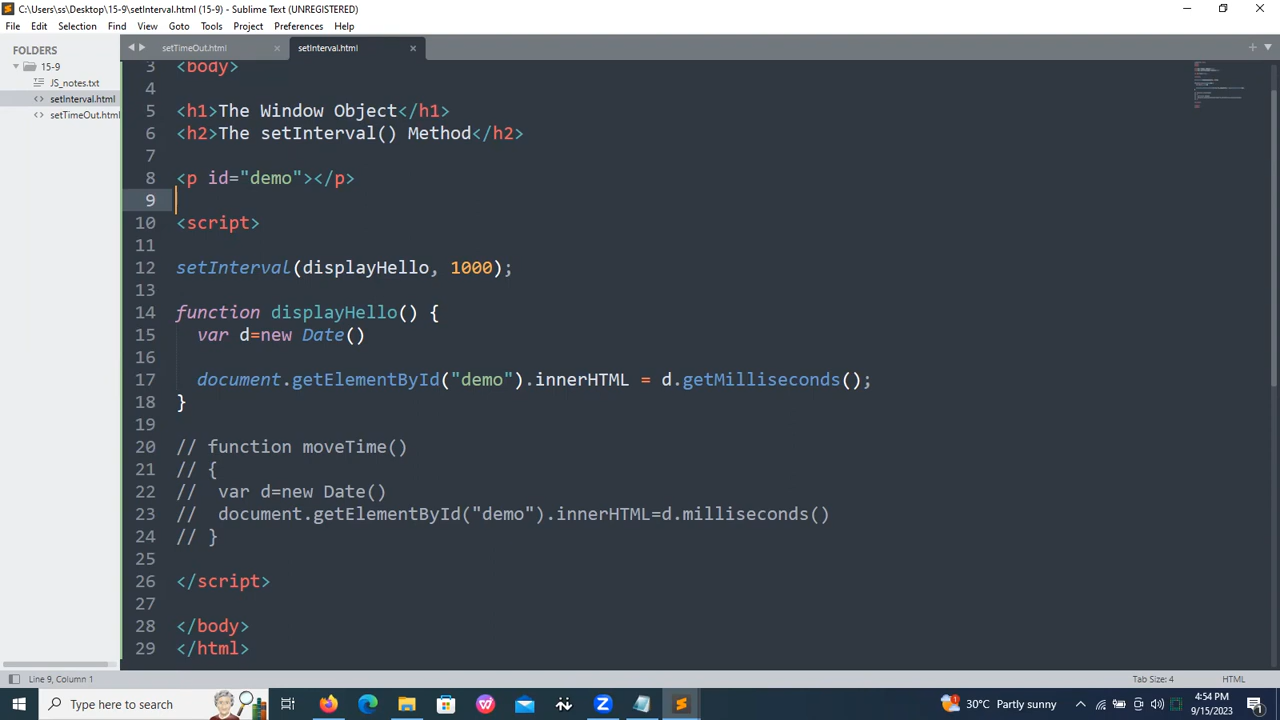 C:\Users\ss\Desktop\15-9\setInterval.html (15-9) - Sublime Text (UNREGISTERED)
File Edit Selection Find View Goto Tools Project Preferences Help
FOLDERS
15-9
JS_notes.txt
setInterval.html
setTimeOut.html
setTimeOut.html
setInterval.html
3 <body>
4
5 <h1>The Window Object</h1>
6 <h2>The setInterval() Method</h2>
7
8 <p id="demo"></p>
9
10 <script>
11
12 setInterval(displayHello, 1000);
13
14 function displayHello() {
15 var d=new Date()
16
17 document.getElementById("demo").innerHTML = d.getMilliseconds();
18 }
19
20 // function moveTime()
21 // {
22 // var d=new Date()
23 // document.getElementById("demo").innerHTML=d.milliseconds()
24 // }
25
26 </script>
27
28 </body>
29 </html>
Line 9, Column 1
Tab Size: 4
HTML
Type here to search
30°C Partly sunny
4:54 PM
9/15/2023
1